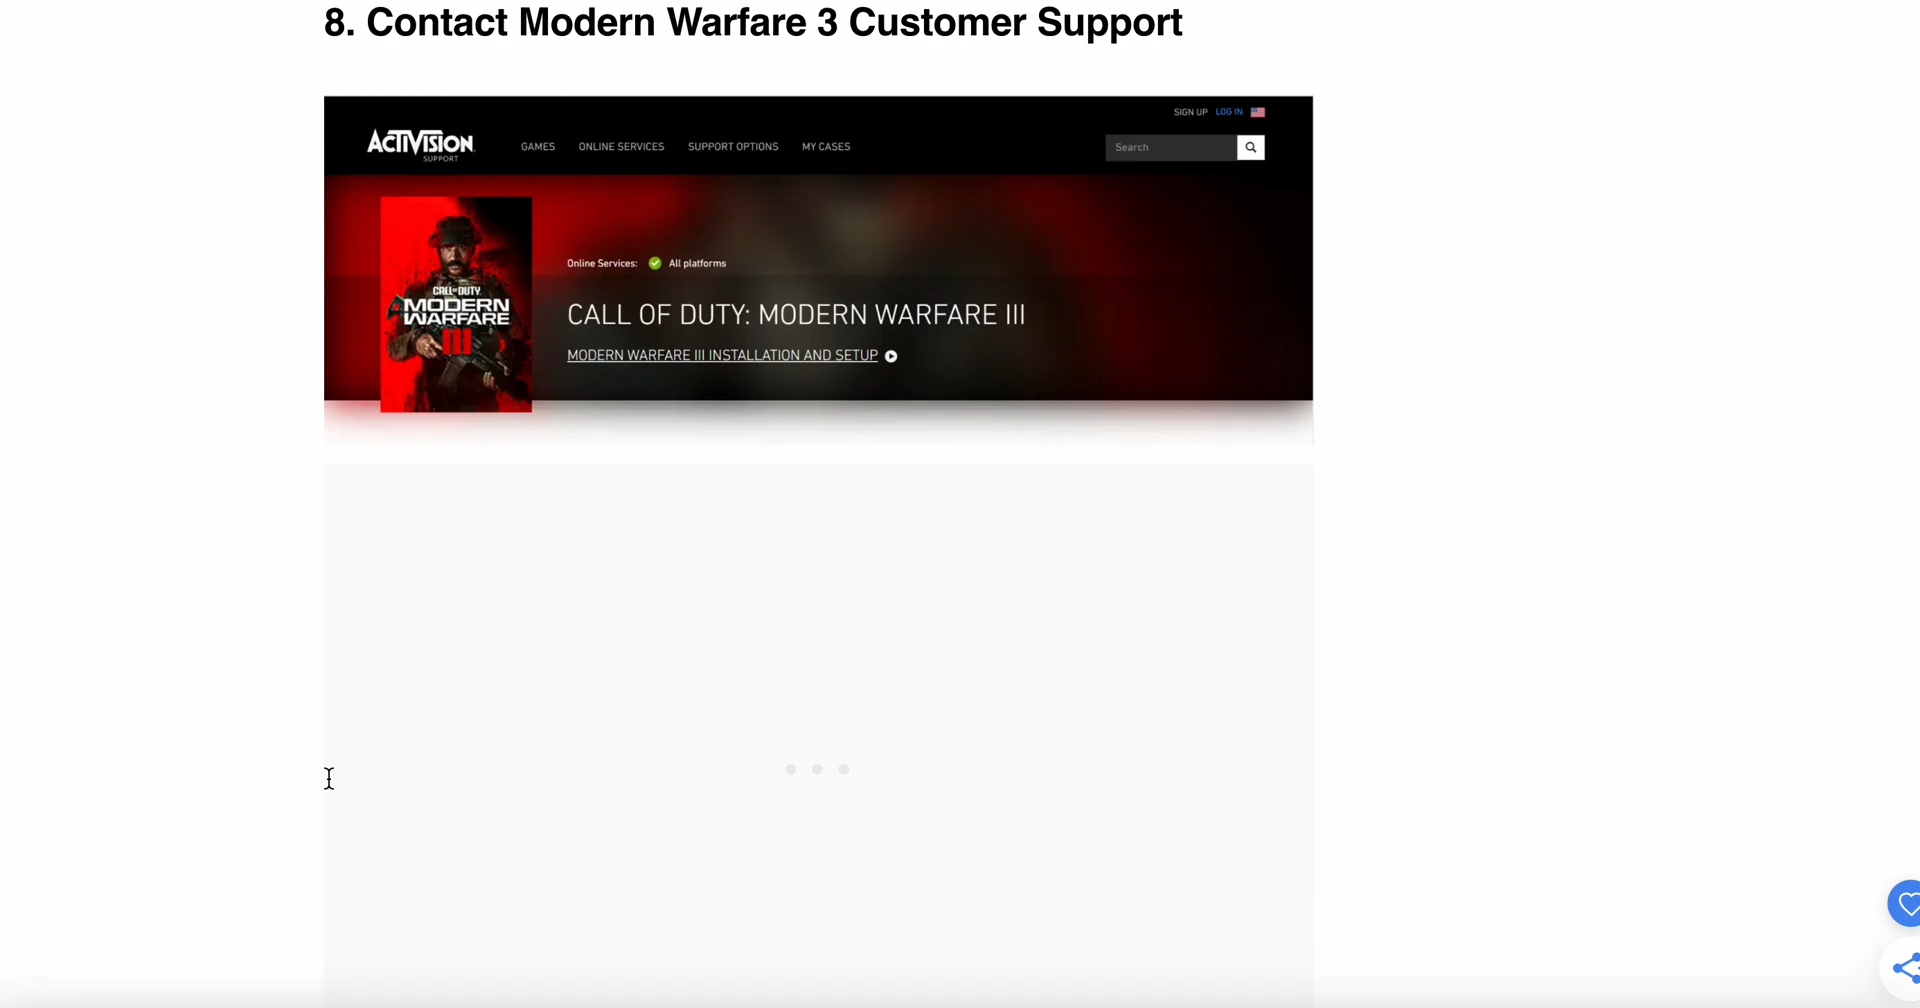 8. Contact Modern Warfare 3 Customer Support
SIGN UP LOG IN
ACTIVISION
SUPPORT
GAMES ONLINE SERVICES SUPPORT OPTIONS MY CASES
Search
Online Services: All platforms
CALL OF DUTY: MODERN WARFARE III
MODERN WARFARE III INSTALLATION AND SETUP
CALL OF DUTY
MODERN
WARFARE
III